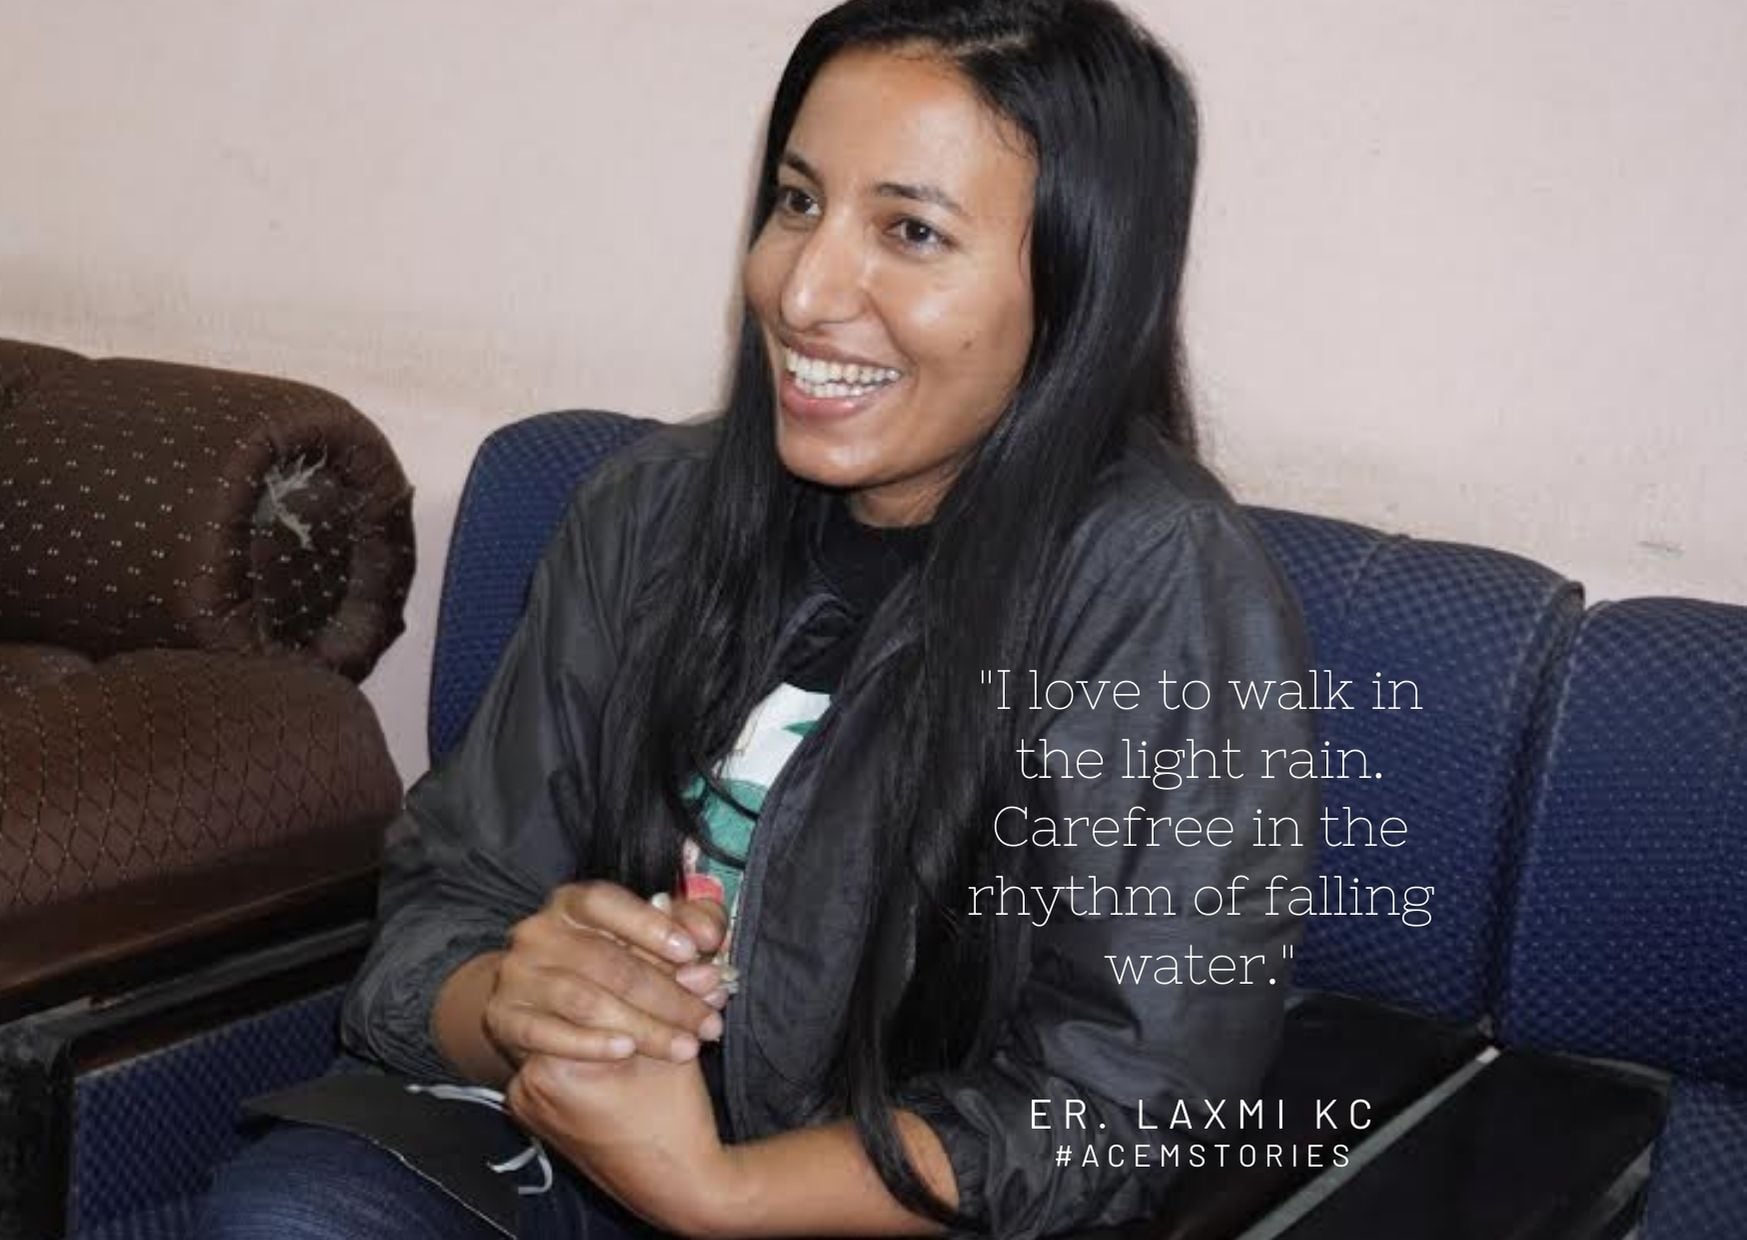 "I love to walk in
the light rain.
Carefree in the
rhythm of falling
water."
ER. LAXMI KC
#ACEMSTORIES